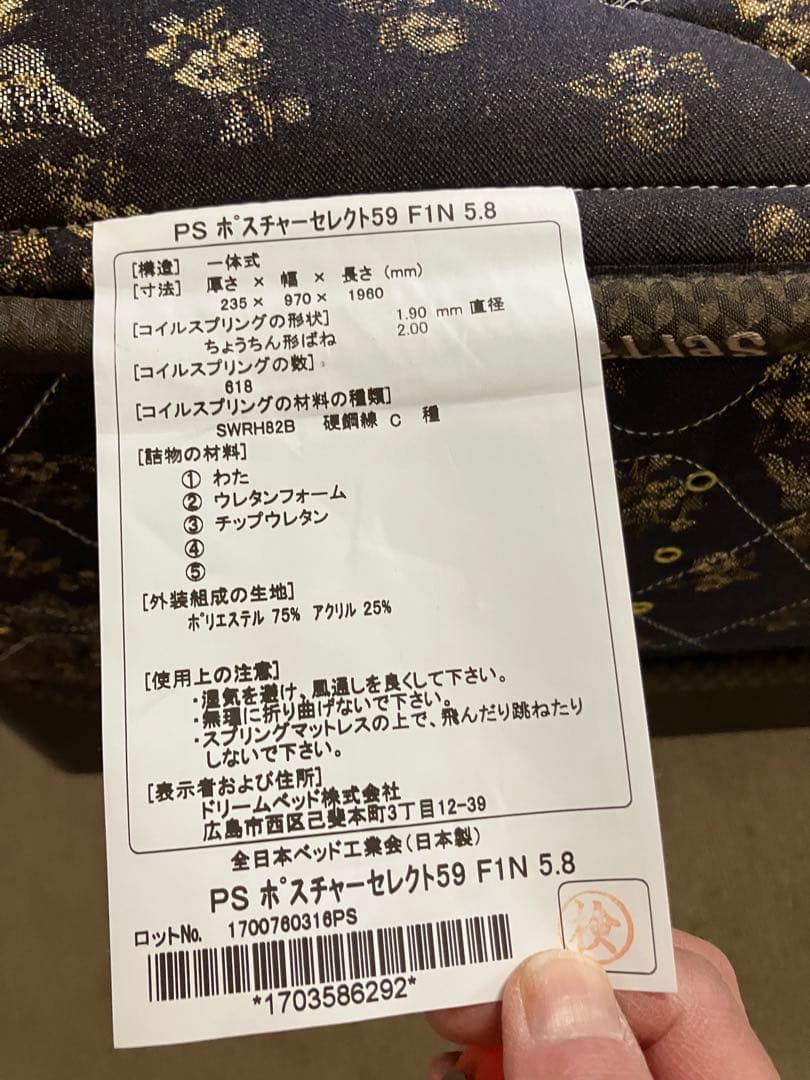 PS ポスチャーセレクト59 F1N 5.8
[構造] 一体式
[寸法] 厚さ × 幅 × 長さ (mm)
235 × 970 × 1960
[コイルスプリングの形状] 1.90 mm 直径
ちょうちん形ばね 2.00
[コイルスプリングの数]
618
[コイルスプリングの材料の種類]
SWRH82B 硬鋼線 C 種
[詰物の材料]
① わた
② ウレタンフォーム
③ チップウレタン
④
⑤
[外装組成の生地]
ポリエステル 75% アクリル 25%
[使用上の注意]
・湿気を避け、風通しを良くして下さい。
・無理に折り曲げないで下さい。
・スプリングマットレスの上で、飛んだり跳ねたり
しないで下さい。
[表示者および住所]
ドリームベッド株式会社
広島市西区己斐本町3丁目12-39
全日本ベッド工業会(日本製)
PS ポスチャーセレクト59 F1N 5.8
ロットNo. 1700760316PS
*1703586292*
検